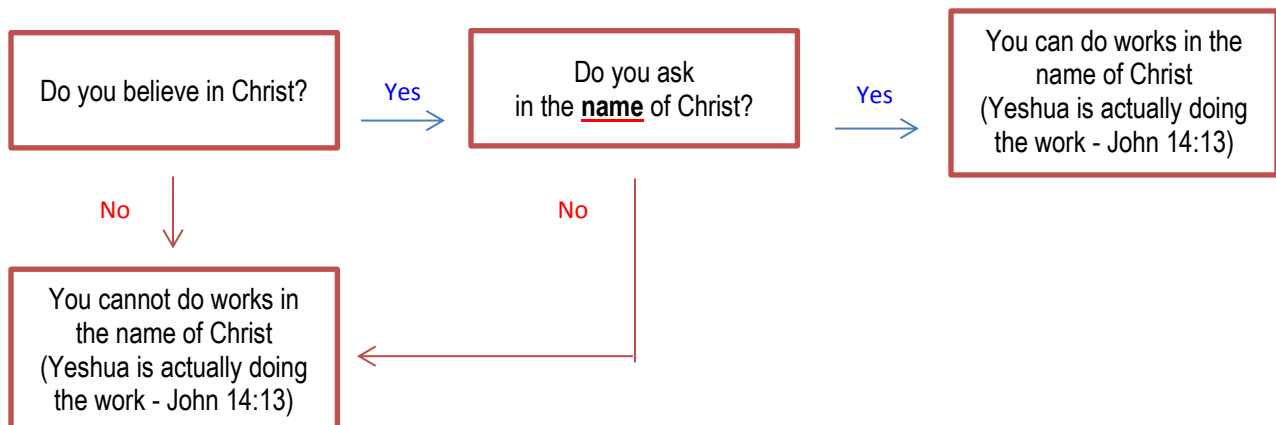 Do you believe in Christ?
Yes
Do you ask
in the name of Christ?
Yes
You can do works in the
name of Christ
(Yeshua is actually doing
the work - John 14:13)
No
No
You cannot do works in
the name of Christ
(Yeshua is actually doing
the work - John 14:13)